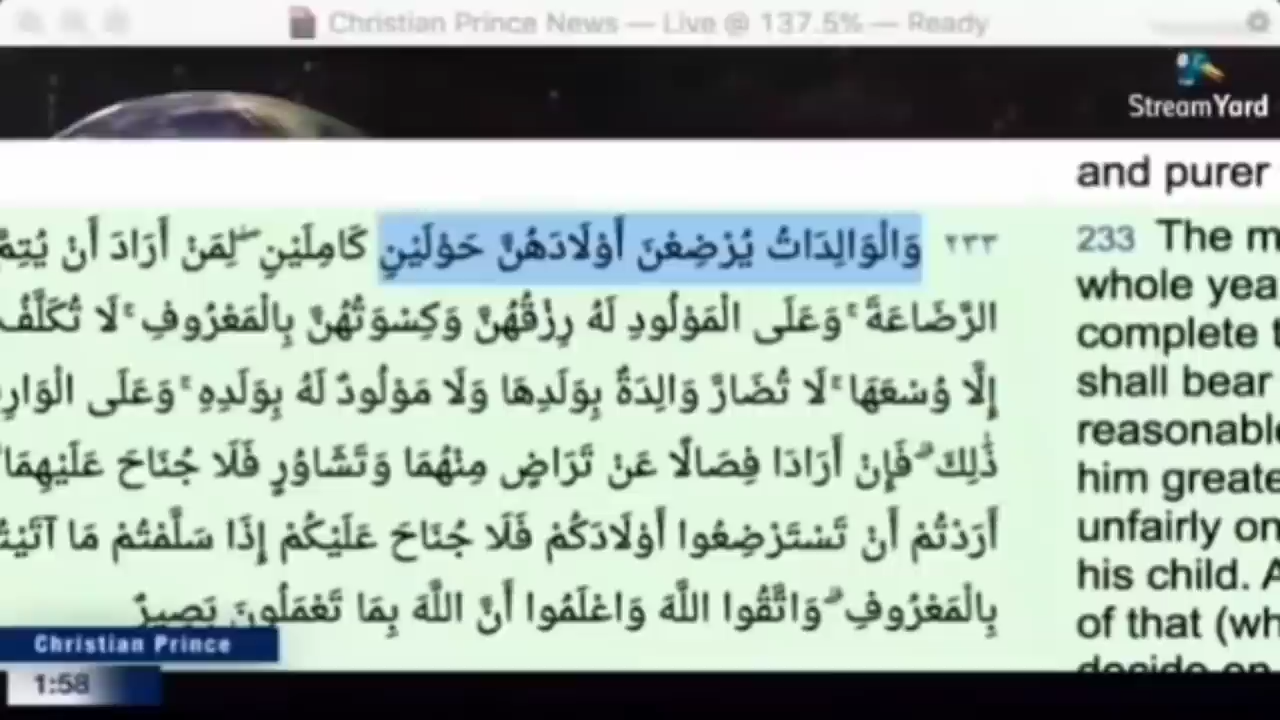 Christian Prince News — Live @ 137.5% — Ready
StreamYard
and purer
٢٣٣ وَالْوَالِدَاتُ يُرْضِعْنَ أَوْلَادَهُنَّ حَوْلَيْنِ كَامِلَيْنِ ۖ لِمَنْ أَرَادَ أَنْ يُتِمَّ
الرَّضَاعَةَ ۚ وَعَلَى الْمَوْلُودِ لَهُ رِزْقُهُنَّ وَكِسْوَتُهُنَّ بِالْمَعْرُوفِ ۚ لَا تُكَلَّفُ
إِلَّا وُسْعَهَا ۚ لَا تُضَارَّ وَالِدَةٌ بِوَلَدِهَا وَلَا مَوْلُودٌ لَهُ بِوَلَدِهِ ۚ وَعَلَى
ذَٰلِكَ ۗ فَإِنْ أَرَادَا فِصَالًا عَنْ تَرَاضٍ مِنْهُمَا وَتَشَاوُرٍ فَلَا جُنَاحَ عَلَيْهِمَا
أَرَدْتُمْ أَنْ تَسْتَرْضِعُوا أَوْلَادَكُمْ فَلَا جُنَاحَ عَلَيْكُمْ إِذَا سَلَّمْتُمْ مَا
بِالْمَعْرُوفِ ۗ وَاتَّقُوا اللَّهَ وَاعْلَمُوا أَنَّ اللَّهَ بِمَا تَعْمَلُونَ بَصِيرٌ
233 The m
whole yea
complete t
shall bear
reasonable
him greate
unfairly on
his child. A
of that (wh
decide on
Christian Prince
1:58